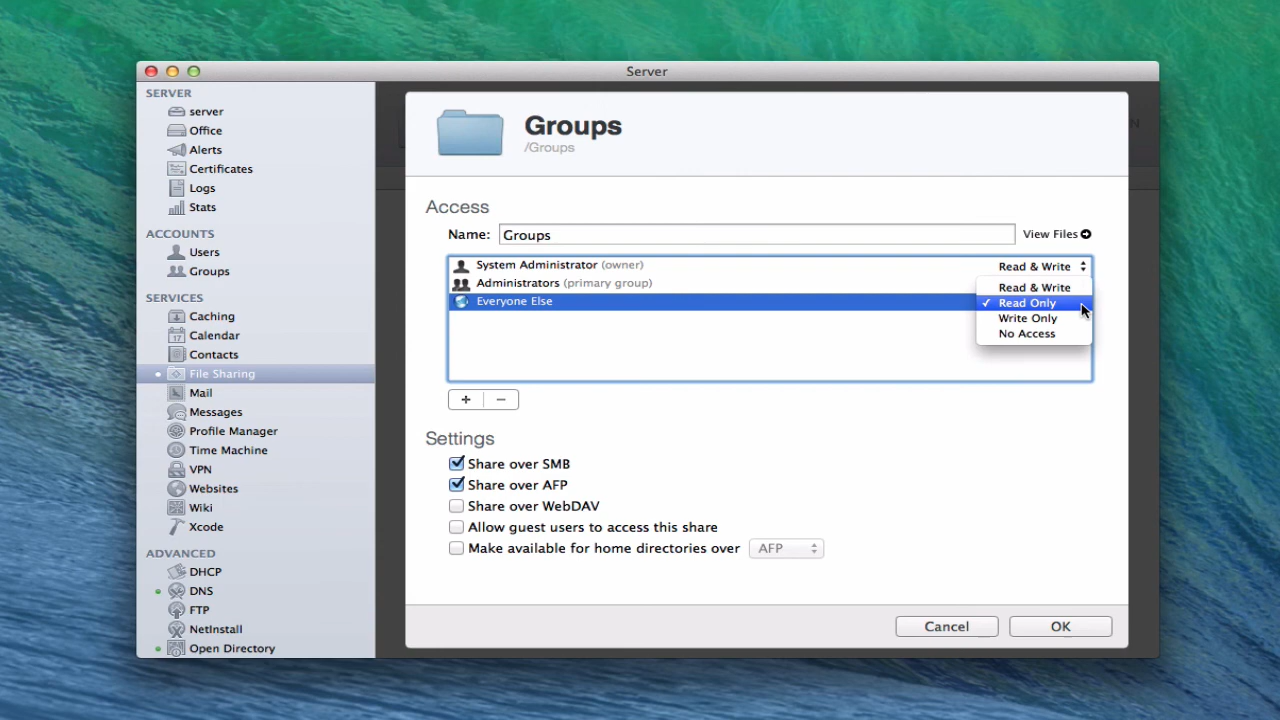 Server
SERVER
server
Office
Alerts
Certificates
Logs
Stats
ACCOUNTS
Users
Groups
SERVICES
Caching
17
Calendar
Contacts
File Sharing
Mail
Messages
Profile Manager
Time Machine
VPN
Websites
Wiki
Xcode
ADVANCED
DHCP
DNS
FTP
NetInstall
Open Directory
N
Groups
/Groups
Access
Name: Groups View Files
System Administrator (owner) Read & Write
Administrators (primary group)
Everyone Else
Read & Write
✓ Read Only
Write Only
No Access
+ −
Settings
Share over SMB
Share over AFP
Share over WebDAV
Allow guest users to access this share
Make available for home directories over AFP
Cancel OK